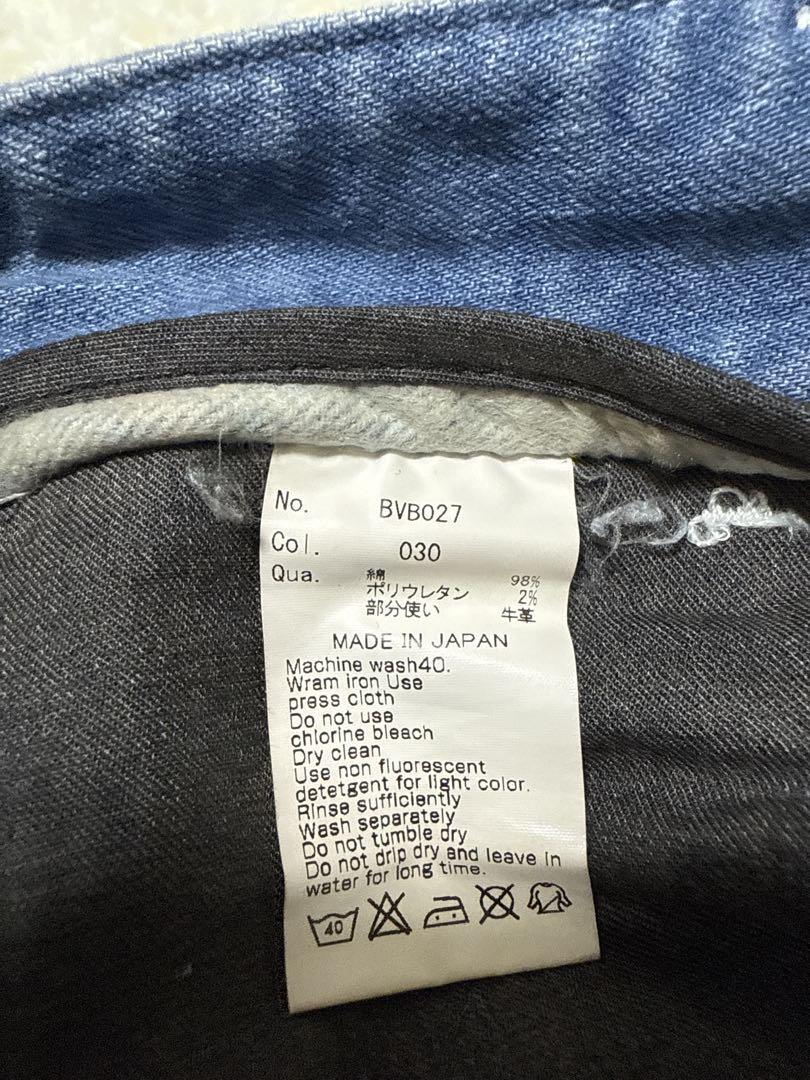 No. BVB027
Col. 030
Qua. 綿 98%
ポリウレタン 2%
部分使い 牛革
MADE IN JAPAN
Machine wash40.
Wram iron Use
press cloth
Do not use
chlorine bleach
Dry clean
Use non fluorescent
detetgent for light color.
Rinse sufficiently
Wash separately
Do not tumble dry
Do not drip dry and leave in
water for long time.
40